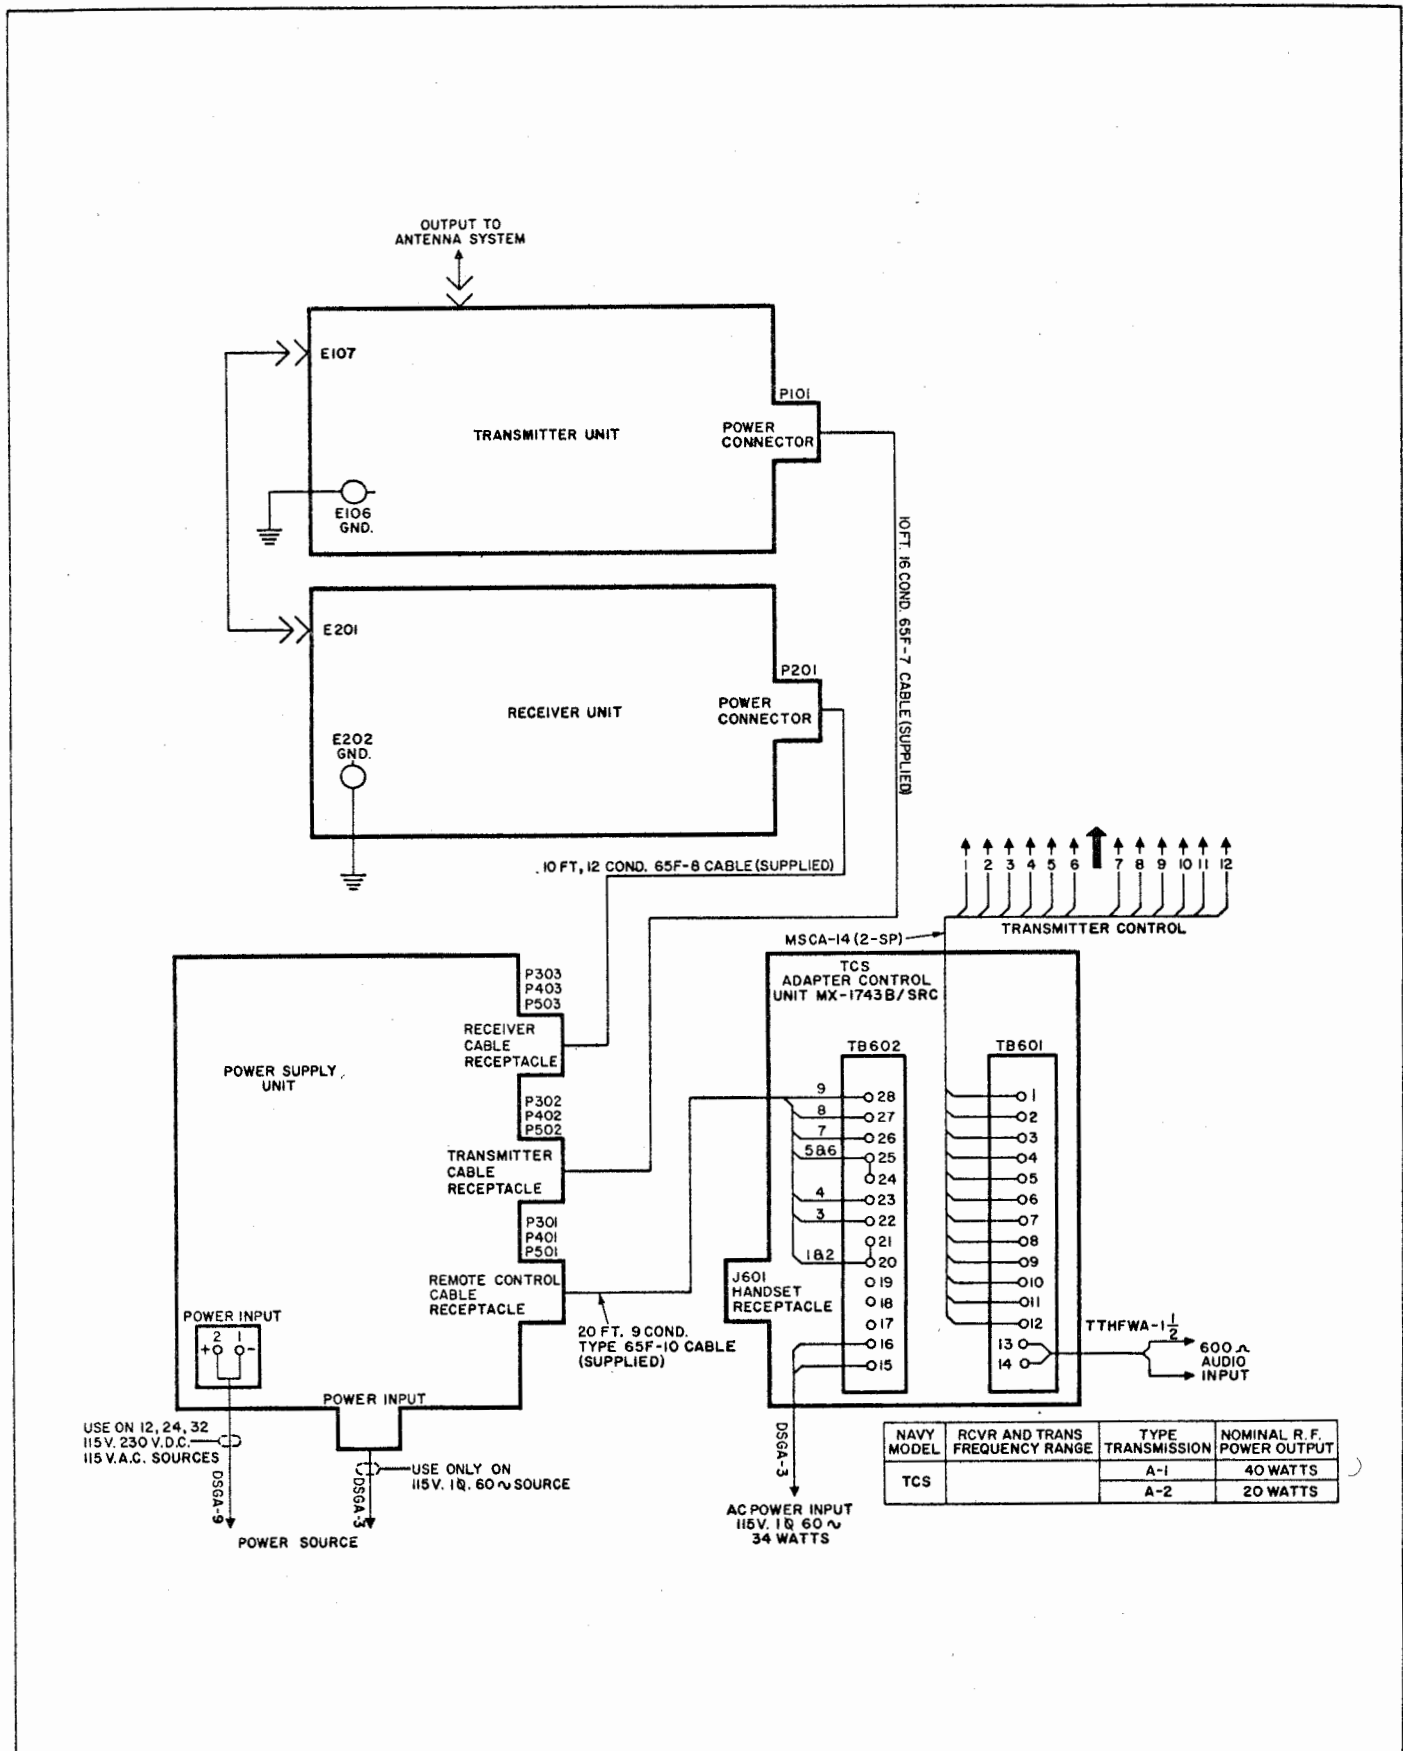 OUTPUT TO
ANTENNA SYSTEM
E107
P101
TRANSMITTER UNIT
POWER
CONNECTOR
E106
GND.
10 FT. 16 COND. 65F-7 CABLE (SUPPLIED)
E201
P201
RECEIVER UNIT
POWER
CONNECTOR
E202
GND.
10 FT, 12 COND. 65F-8 CABLE (SUPPLIED)
1 2 3 4 5 6 7 8 9 10 11 12
TRANSMITTER CONTROL
MSCA-14 (2-SP)
TCS
ADAPTER CONTROL
UNIT MX-1743B/SRC
P303
P403
P503
RECEIVER
CABLE
RECEPTACLE
POWER SUPPLY
UNIT
P302
P402
P502
TRANSMITTER
CABLE
RECEPTACLE
P301
P401
P501
REMOTE CONTROL
CABLE
RECEPTACLE
20 FT. 9 COND.
TYPE 65F-10 CABLE
(SUPPLIED)
TB602
9 28
8 27
7 26
5&6 25
24
4 23
3 22
21
1&2 20
19
18
17
16
15
TB601
1
2
3
4
5
6
7
8
9
10
11
12
13
14
J601
HANDSET
RECEPTACLE
TTHFWA-1 1/2
600 Ω
AUDIO
INPUT
POWER INPUT
2 1
+ -
POWER INPUT
USE ON 12, 24, 32
115 V. 230 V.D.C.
115 V. A.C. SOURCES
DSGA-9
DSGA-3
USE ONLY ON
115V. 1Φ. 60 ~ SOURCE
POWER SOURCE
DSGA-3
AC POWER INPUT
115V. 1Φ 60 ~
34 WATTS
NAVY MODEL RCVR AND TRANS FREQUENCY RANGE TYPE TRANSMISSION NOMINAL R.F. POWER OUTPUT
TCS A-1 40 WATTS
A-2 20 WATTS